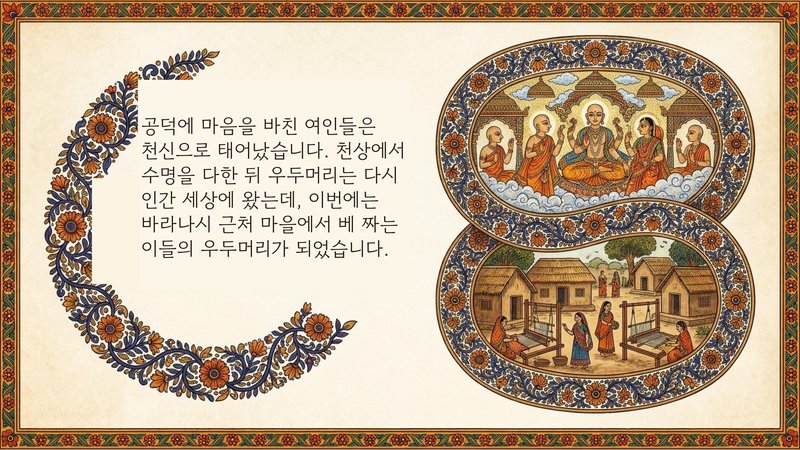 공덕에 마음을 바친 여인들은
천신으로 태어났습니다. 천상에서
수명을 다한 뒤 우두머리는 다시
인간 세상에 왔는데, 이번에는
바라나시 근처 마을에서 베 짜는
이들의 우두머리가 되었습니다.